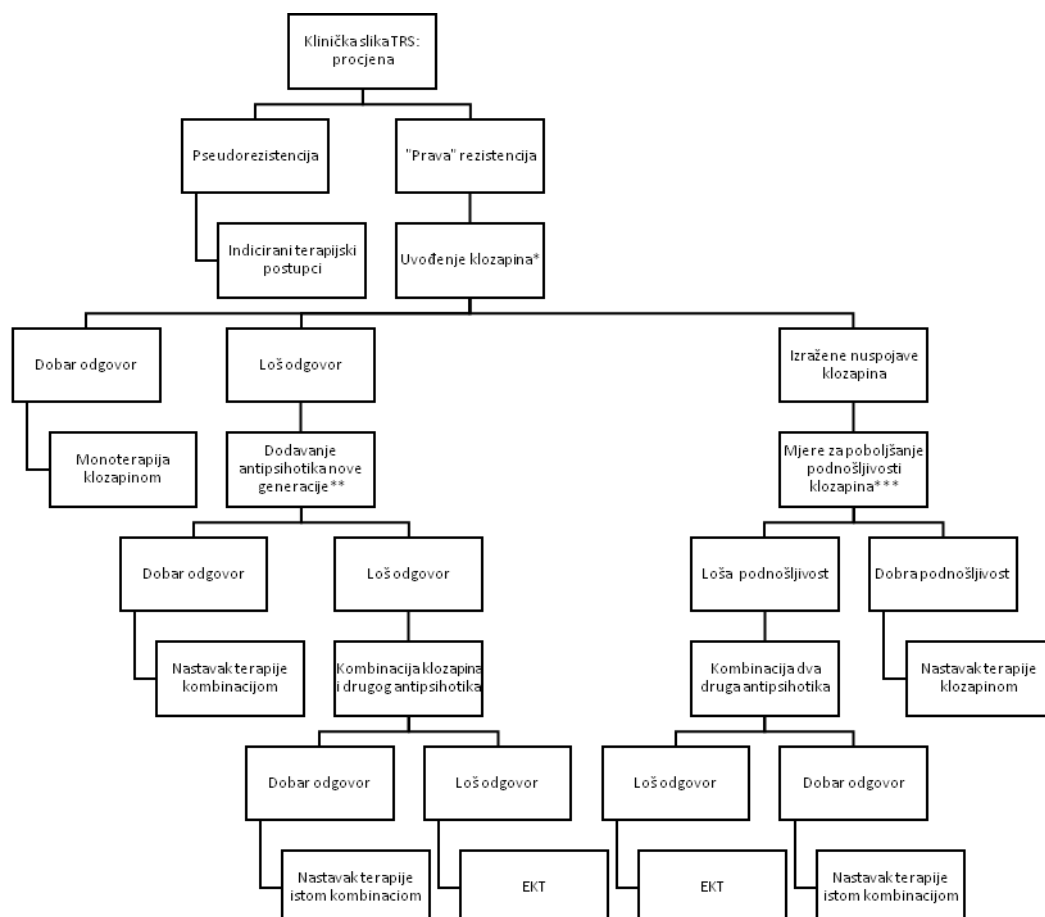 Klinička slika TRS:
procjena
Pseudorezistencija
"Prava" rezistencija
Indicirani terapijski
postupci
Uvođenje klozapina*
Dobar odgovor
Loš odgovor
Izražene nuspojave
klozapina
Monoterapija
klozapinom
Dodavanje
antipsihotika nove
generacije**
Mjere za poboljšanje
podnošljivosti
klozapina***
Dobar odgovor
Loš odgovor
Loša podnošljivost
Dobra podnošljivost
Nastavak terapije
kombinacijom
Kombinacija klozapina
i drugog antipsihotika
Kombinacija dva
druga antipsihotika
Nastavak terapije
klozapinom
Dobar odgovor
Loš odgovor
Loš odgovor
Dobar odgovor
Nastavak terapije
istom kombinaciom
EKT
EKT
Nastavak terapije
istom kombinacijom